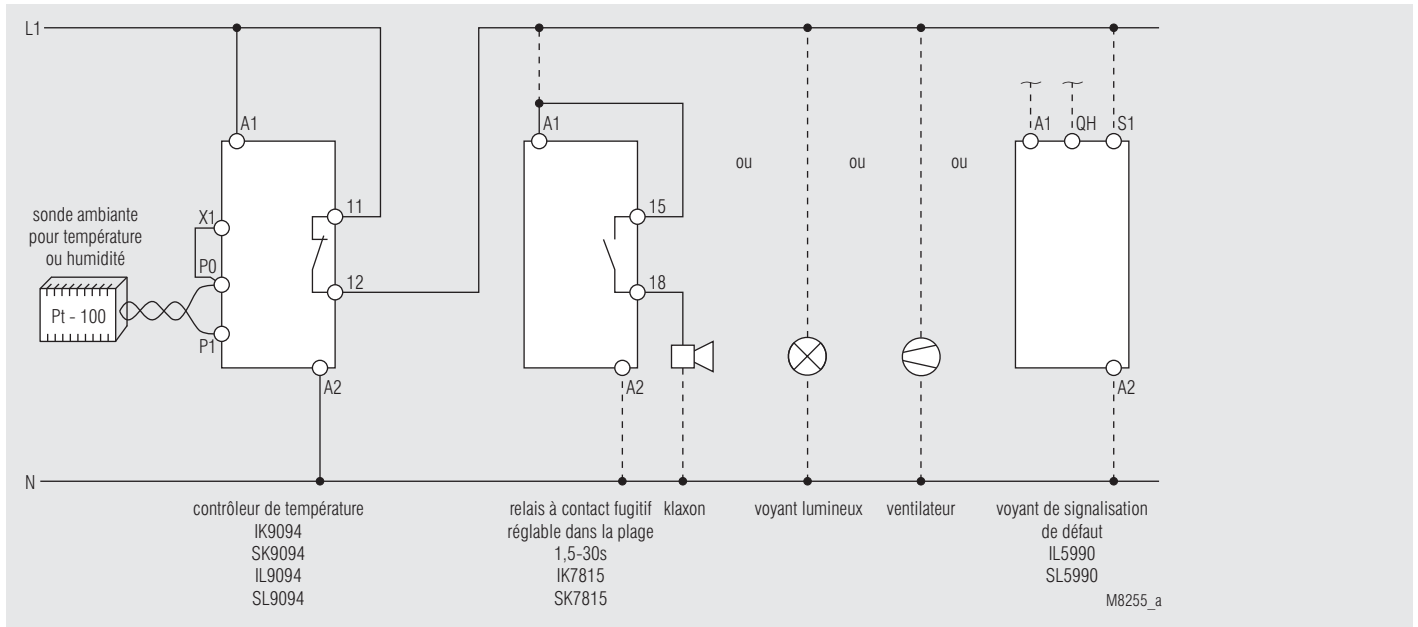 L1
A1
A1
A1
QH
S1
ou
ou
ou
sonde ambiante
pour température
ou humidité
X1
11
15
P0
12
18
Pt - 100
P1
A2
A2
A2
N
contrôleur de température
IK9094
SK9094
IL9094
SL9094
relais à contact fugitif
réglable dans la plage
1,5-30s
IK7815
SK7815
klaxon
voyant lumineux
ventilateur
voyant de signalisation
de défaut
IL5990
SL5990
M8255_a